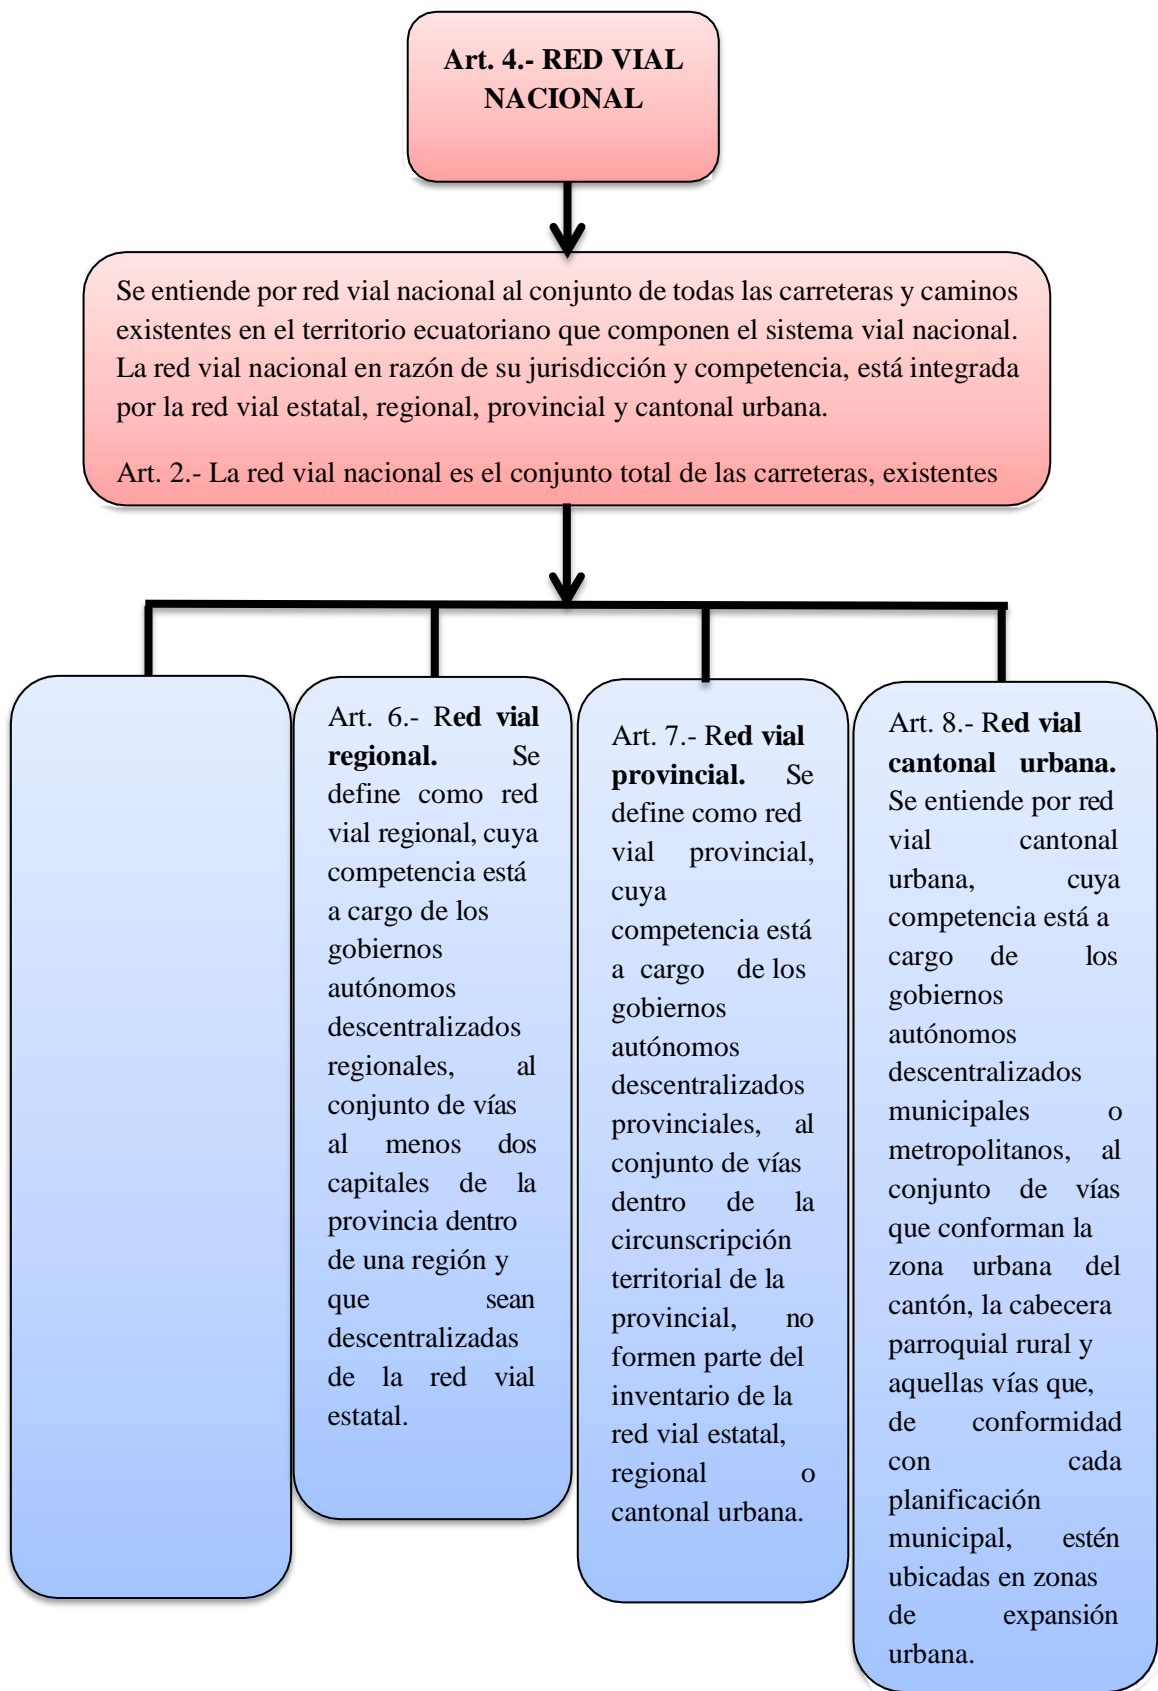 Art. 4.- RED VIAL
NACIONAL
Se entiende por red vial nacional al conjunto de todas las carreteras y caminos
existentes en el territorio ecuatoriano que componen el sistema vial nacional.
La red vial nacional en razón de su jurisdicción y competencia, está integrada
por la red vial estatal, regional, provincial y cantonal urbana.
Art. 2.- La red vial nacional es el conjunto total de las carreteras, existentes
Art. 6.- Red vial
regional. Se
define como red
vial regional, cuya
competencia está
a cargo de los
gobiernos
autónomos
descentralizados
regionales, al
conjunto de vías
al menos dos
capitales de la
provincia dentro
de una región y
que sean
descentralizadas
de la red vial
estatal.
Art. 7.- Red vial
provincial. Se
define como red
vial provincial,
cuya
competencia está
a cargo de los
gobiernos
autónomos
descentralizados
provinciales, al
conjunto de vías
dentro de la
circunscripción
territorial de la
provincial, no
formen parte del
inventario de la
red vial estatal,
regional o
cantonal urbana.
Art. 8.- Red vial
cantonal urbana.
Se entiende por red
vial cantonal
urbana, cuya
competencia está a
cargo de los
gobiernos
autónomos
descentralizados
municipales o
metropolitanos, al
conjunto de vías
que conforman la
zona urbana del
cantón, la cabecera
parroquial rural y
aquellas vías que,
de conformidad
con cada
planificación
municipal, estén
ubicadas en zonas
de expansión
urbana.